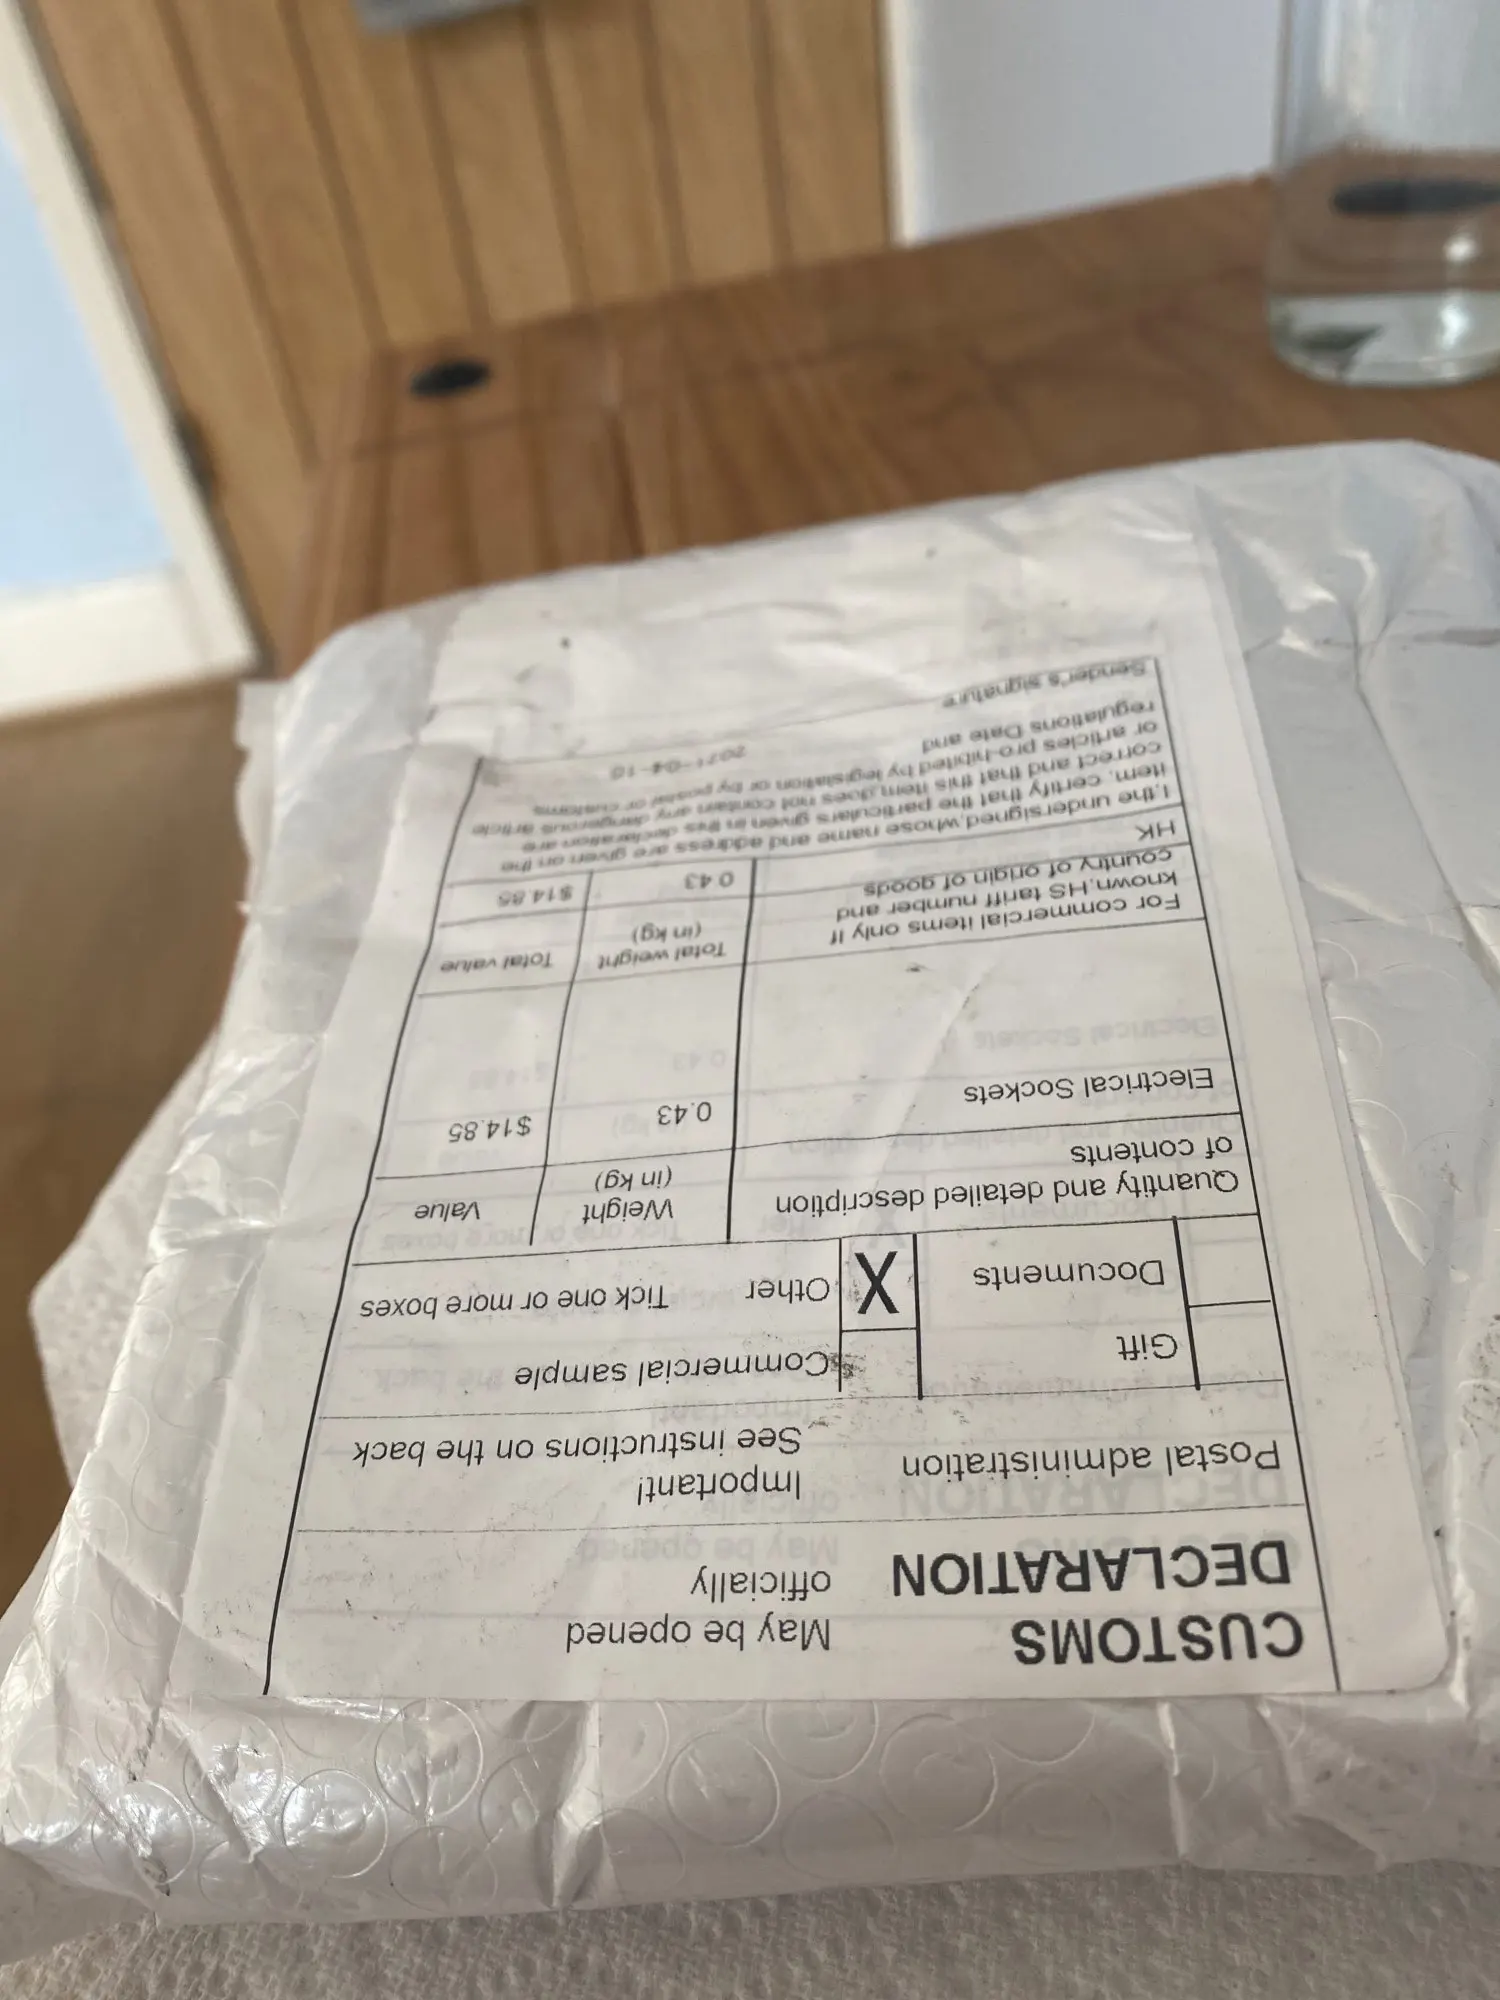 CUSTOMS
DECLARATION
May be opened
officially
Postal administration
Important!
See instructions on the back
Gift
Commercial sample
Documents
X
Other
Tick one or more boxes
Quantity and detailed description
of contents
Weight
(in kg)
Value
Electrical Sockets
0.43
$14.85
For commercial items only If
known,HS tariff number and
country of origin of goods
HK
Total weight
(in kg)
Total value
0.43
$14.85
I,the undersigned,whose name and address are given on the
item, certify that the particulars given in this declaration are
correct and that this item does not contain any dangerous article
or articles pro-hibited by legislation or by postal or customs
regulations Date and
2021-04-10
Sender's signature